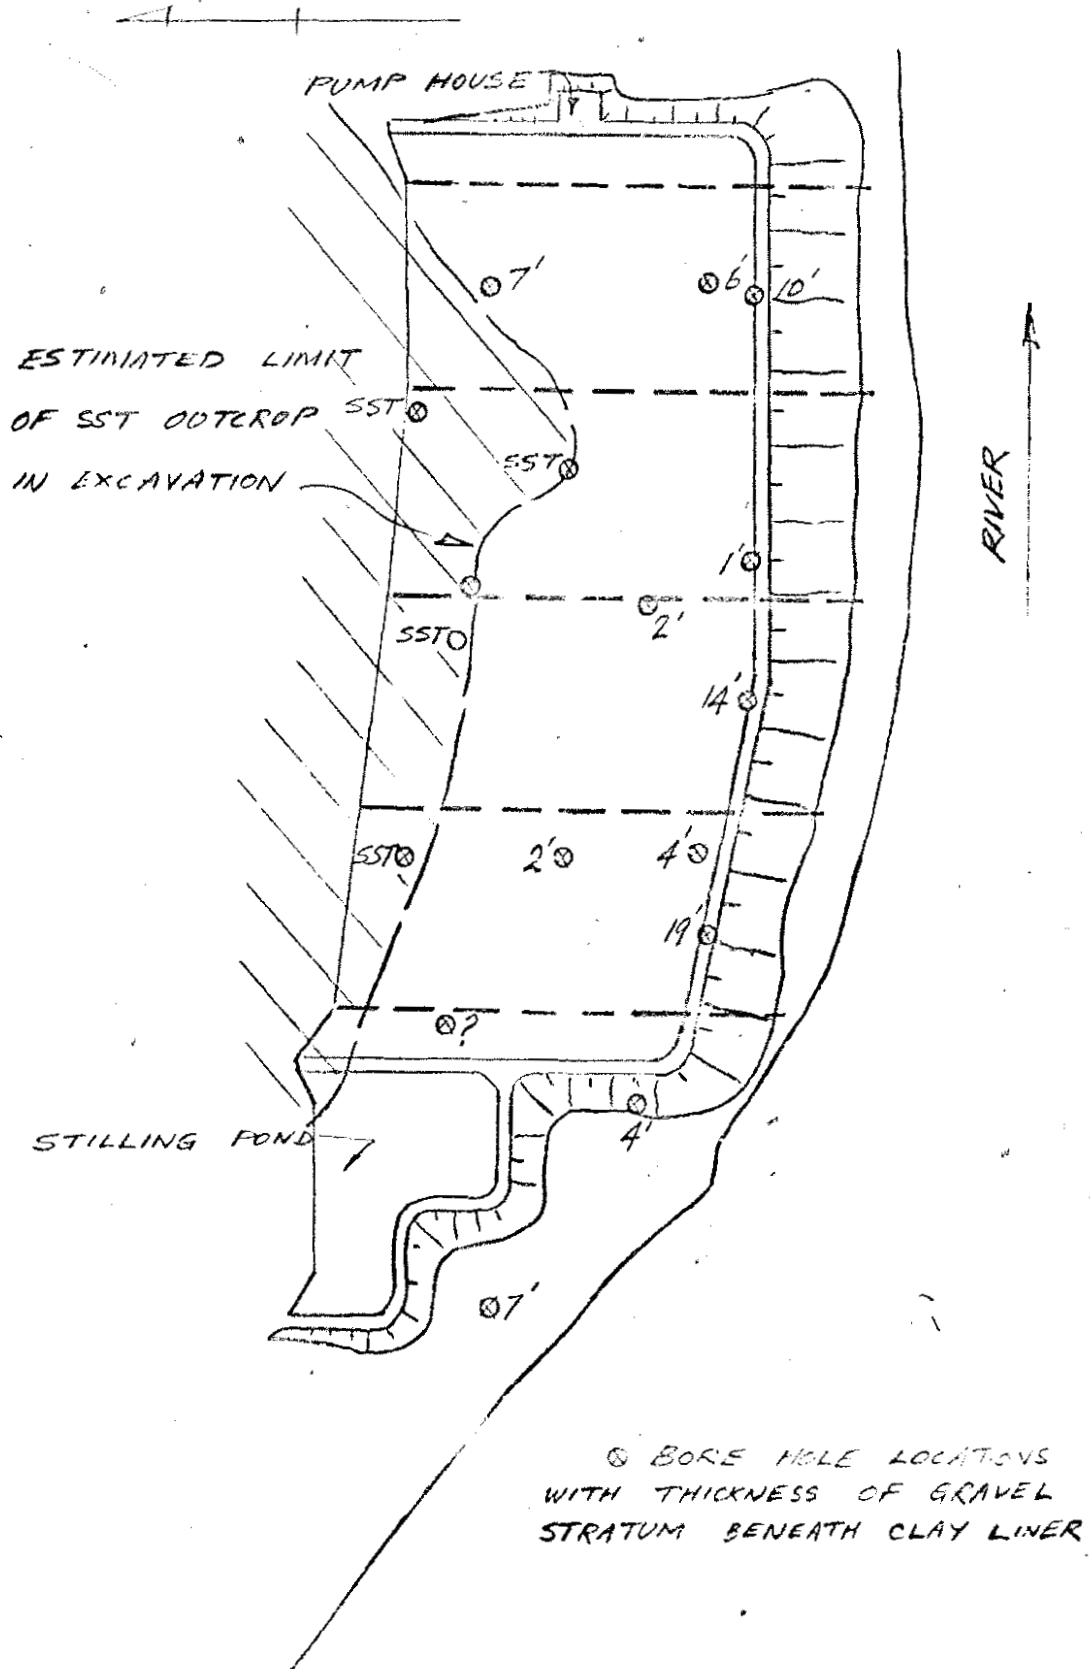 PUMP HOUSE
7'
6'
10'
ESTIMATED LIMIT
OF SST OUTCROP
IN EXCAVATION
SST
SST
RIVER
1'
2'
SST
14'
SST
2'
4'
19'
?
4'
STILLING POND
7'
BORE HOLE LOCATIONS
WITH THICKNESS OF GRAVEL
STRATUM BENEATH CLAY LINER